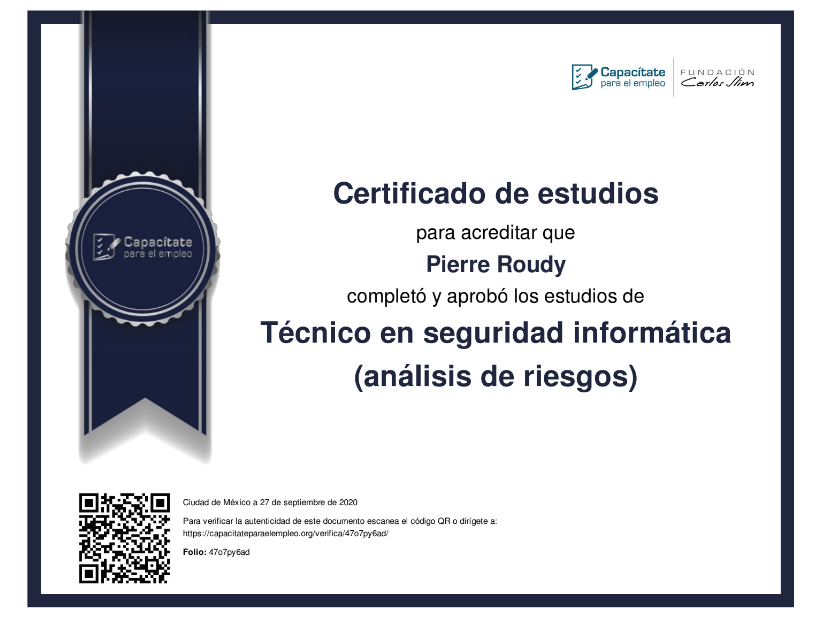 Capacítate
para el empleo
FUNDACIÓN
Carlos Slim
Certificado de estudios
para acreditar que
Pierre Roudy
completó y aprobó los estudios de
Técnico en seguridad informática
(análisis de riesgos)
Capacítate
para el empleo
Ciudad de México a 27 de septiembre de 2020
Para verificar la autenticidad de este documento escanea el código QR o dirígete a:
https://capacitateparaelempleo.org/verifica/47o7py6ad/
Folio: 47o7py6ad